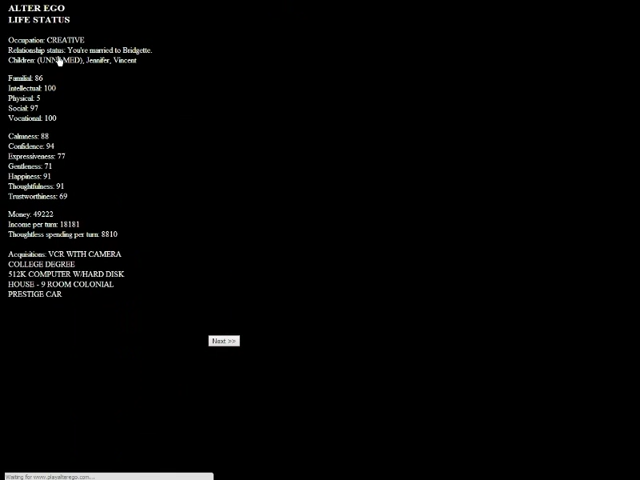 ALTER EGO
LIFE STATUS
Occupation: CREATIVE
Relationship status: You're married to Bridgette.
Children: (UNNAMED), Jennifer, Vincent
Familial: 86
Intellectual: 100
Physical: 5
Social: 97
Vocational: 100
Calmness: 88
Confidence: 94
Expressiveness: 77
Gentleness: 71
Happiness: 91
Thoughtfulness: 91
Trustworthiness: 69
Money: 49222
Income per turn: 18181
Thoughtless spending per turn: 8810
Acquisitions: VCR WITH CAMERA
COLLEGE DEGREE
512K COMPUTER W/HARD DISK
HOUSE - 9 ROOM COLONIAL
PRESTIGE CAR
Next >>
Waiting for www.playalterego.com...